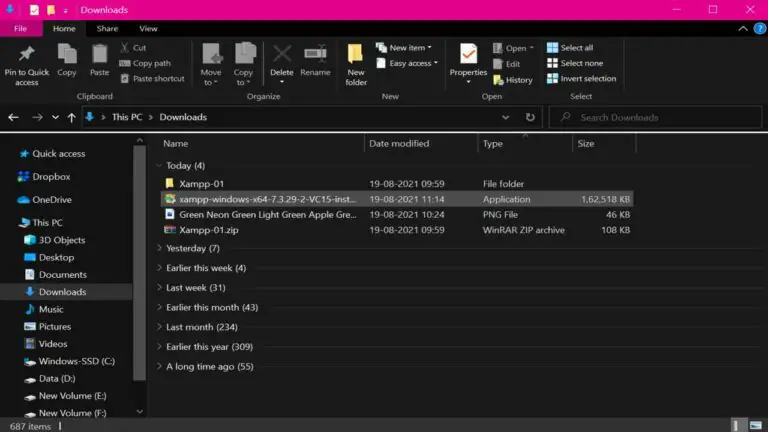 Downloads
File Home Share View
Pin to Quick access
Copy
Paste
Cut
Copy path
Paste shortcut
Clipboard
Move to
Copy to
Delete
Rename
Organize
New folder
New item
Easy access
New
Properties
Open
Edit
History
Open
Select all
Select none
Invert selection
Select
This PC > Downloads
Search Downloads
Quick access
Dropbox
OneDrive
This PC
3D Objects
Desktop
Documents
Downloads
Music
Pictures
Videos
Windows-SSD (C:)
Data (D:)
New Volume (E:)
New Volume (F:)
Name Date modified Type Size
Today (4)
Xampp-01 19-08-2021 09:59 File folder
xampp-windows-x64-7.3.29-2-VC15-inst... 19-08-2021 11:14 Application 1,62,518 KB
Green Neon Green Light Green Apple Gre... 19-08-2021 10:24 PNG File 46 KB
Xampp-01.zip 19-08-2021 09:59 WinRAR ZIP archive 108 KB
Yesterday (7)
Earlier this week (4)
Last week (31)
Earlier this month (43)
Last month (234)
Earlier this year (309)
A long time ago (55)
687 items